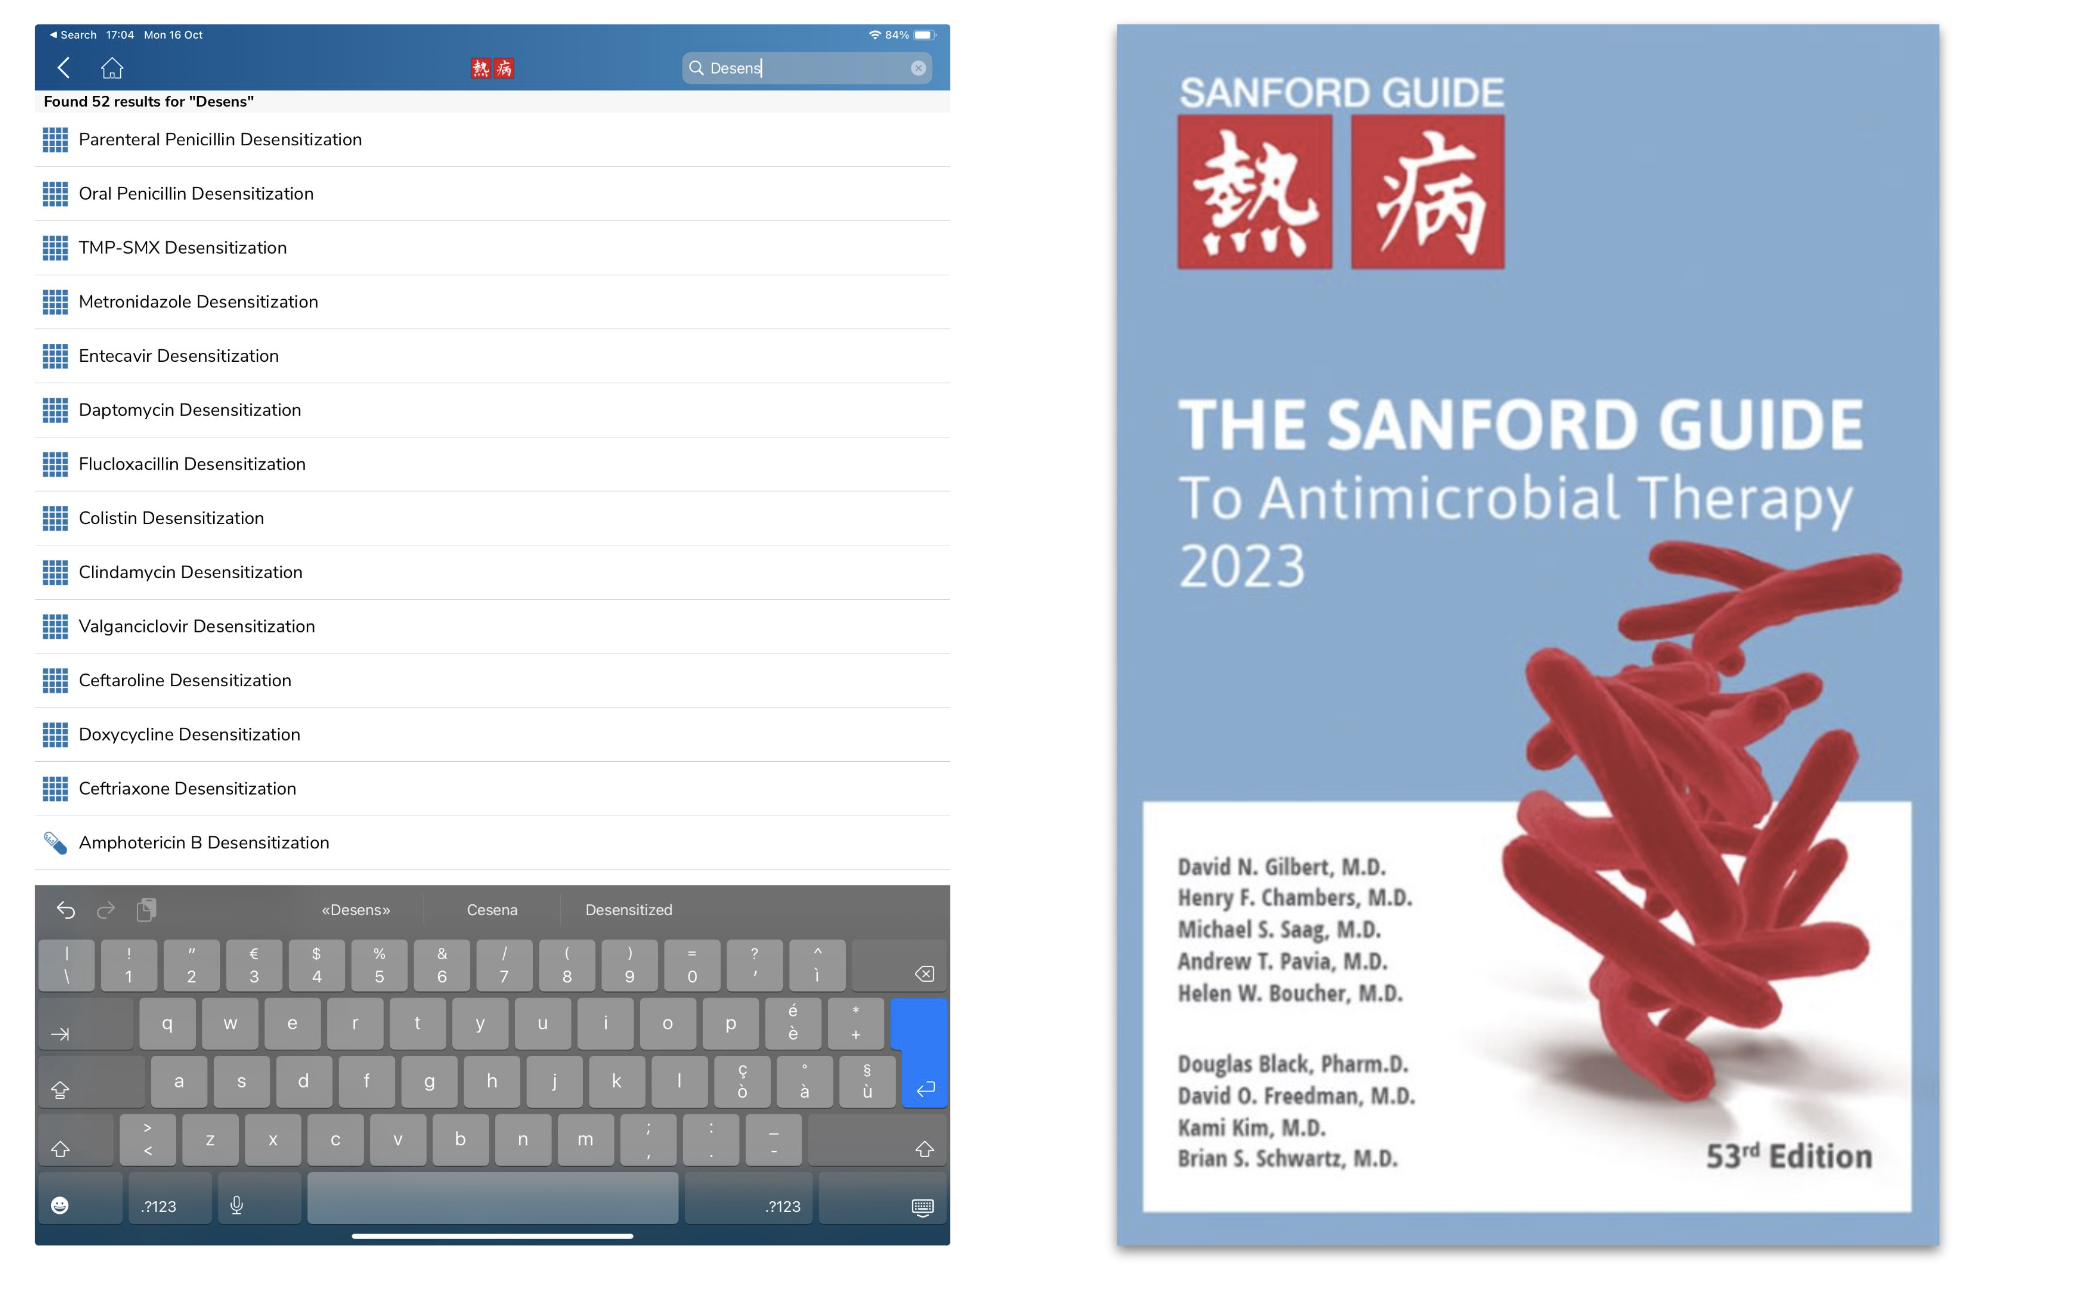 Search 17:04 Mon 16 Oct 84%
熱病 Desens
Found 52 results for "Desens"
Parenteral Penicillin Desensitization
Oral Penicillin Desensitization
TMP-SMX Desensitization
Metronidazole Desensitization
Entecavir Desensitization
Daptomycin Desensitization
Flucloxacillin Desensitization
Colistin Desensitization
Clindamycin Desensitization
Valganciclovir Desensitization
Ceftaroline Desensitization
Doxycycline Desensitization
Ceftriaxone Desensitization
Amphotericin B Desensitization
«Desens» Cesena Desensitized
| ! " € $ % & / ( ) = ? ^
\ 1 2 3 4 5 6 7 8 9 0 ' ì
q w e r t y u i o p é è * +
a s d f g h j k l ç ò ° à § ù
> < z x c v b n m ; , : . _ -
.?123 .?123
SANFORD GUIDE
熱病
THE SANFORD GUIDE
To Antimicrobial Therapy
2023
David N. Gilbert, M.D.
Henry F. Chambers, M.D.
Michael S. Saag, M.D.
Andrew T. Pavia, M.D.
Helen W. Boucher, M.D.
Douglas Black, Pharm.D.
David O. Freedman, M.D.
Kami Kim, M.D.
Brian S. Schwartz, M.D.
53rd Edition